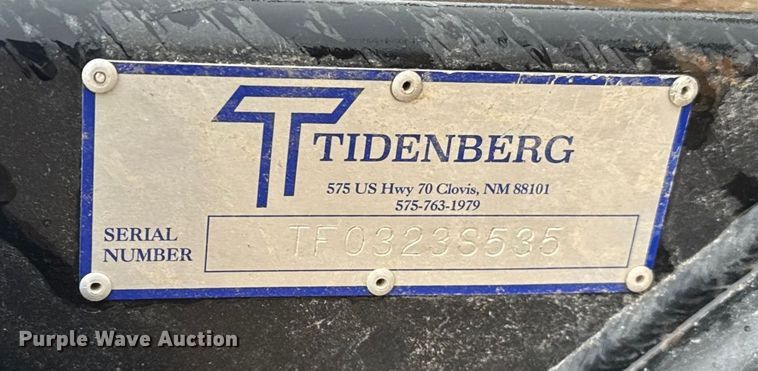 TIDENBERG
575 US Hwy 70 Clovis, NM 88101
575-763-1979
SERIAL
NUMBER
TF0323S535
Purple Wave Auction